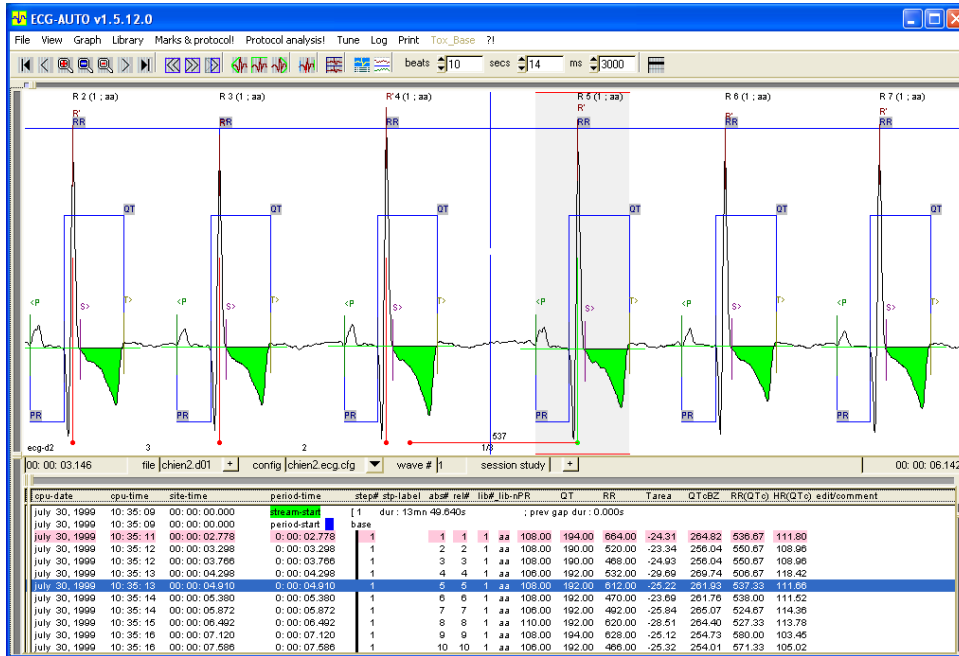 ECG-AUTO v1.5.12.0
File View Graph Library Marks & protocol! Protocol analysis! Tune Log Print Tox_Base ?!
beats 10 secs 14 ms 3000
R 2 (1 ; aa) R 3 (1 ; aa) R 4 (1 ; aa) R 5 (1 ; aa) R 6 (1 ; aa) R 7 (1 ; aa)
R' R' R' R' R' R'
RR RR RR RR RR RR
QT QT QT QT QT QT
<P S> T> <P S> T> <P S> T> <P S> T> <P S> T> <P S> T>
PR PR PR PR PR PR
537
ecg-d2 3 2 1/3
00: 00: 03.146 file chien2.d01 + config chien2.ecg.cfg wave # 1 session study + 00: 00: 06.142
cpu-date cpu-time site-time period-time step# stp-label abs# rel# lib#_lib-nPR QT RR Tarea QTcBZ RR(QTc) HR(QTc) edit/comment
july 30, 1999 10: 35: 09 00: 00: 00.000 stream-start [ 1 dur : 13mn 49.640s ; prev gap dur : 0.000s
july 30, 1999 10: 35: 09 00: 00: 00.000 period-start base
july 30, 1999 10: 35: 11 00: 00: 02.778 0: 00: 02.778 1 1 1 1 aa 108.00 194.00 664.00 -24.31 264.82 536.67 111.80
july 30, 1999 10: 35: 12 00: 00: 03.298 0: 00: 03.298 1 2 2 1 aa 108.00 190.00 520.00 -23.34 256.04 550.67 108.96
july 30, 1999 10: 35: 12 00: 00: 03.766 0: 00: 03.766 1 3 3 1 aa 108.00 190.00 468.00 -24.93 256.04 550.67 108.96
july 30, 1999 10: 35: 13 00: 00: 04.298 0: 00: 04.298 1 4 4 1 aa 106.00 192.00 532.00 -29.69 269.74 506.67 118.42
july 30, 1999 10: 35: 13 00: 00: 04.910 0: 00: 04.910 1 5 5 1 aa 108.00 192.00 612.00 -25.22 261.93 537.33 111.66
july 30, 1999 10: 35: 14 00: 00: 05.380 0: 00: 05.380 1 6 6 1 aa 108.00 192.00 470.00 -23.69 261.76 538.00 111.52
july 30, 1999 10: 35: 14 00: 00: 05.872 0: 00: 05.872 1 7 7 1 aa 106.00 192.00 492.00 -25.84 265.07 524.67 114.36
july 30, 1999 10: 35: 15 00: 00: 06.492 0: 00: 06.492 1 8 8 1 aa 110.00 192.00 620.00 -28.51 264.40 527.33 113.78
july 30, 1999 10: 35: 16 00: 00: 07.120 0: 00: 07.120 1 9 9 1 aa 108.00 194.00 628.00 -25.12 254.73 580.00 103.45
july 30, 1999 10: 35: 16 00: 00: 07.586 0: 00: 07.586 1 10 10 1 aa 106.00 192.00 466.00 -25.32 254.01 571.33 105.02